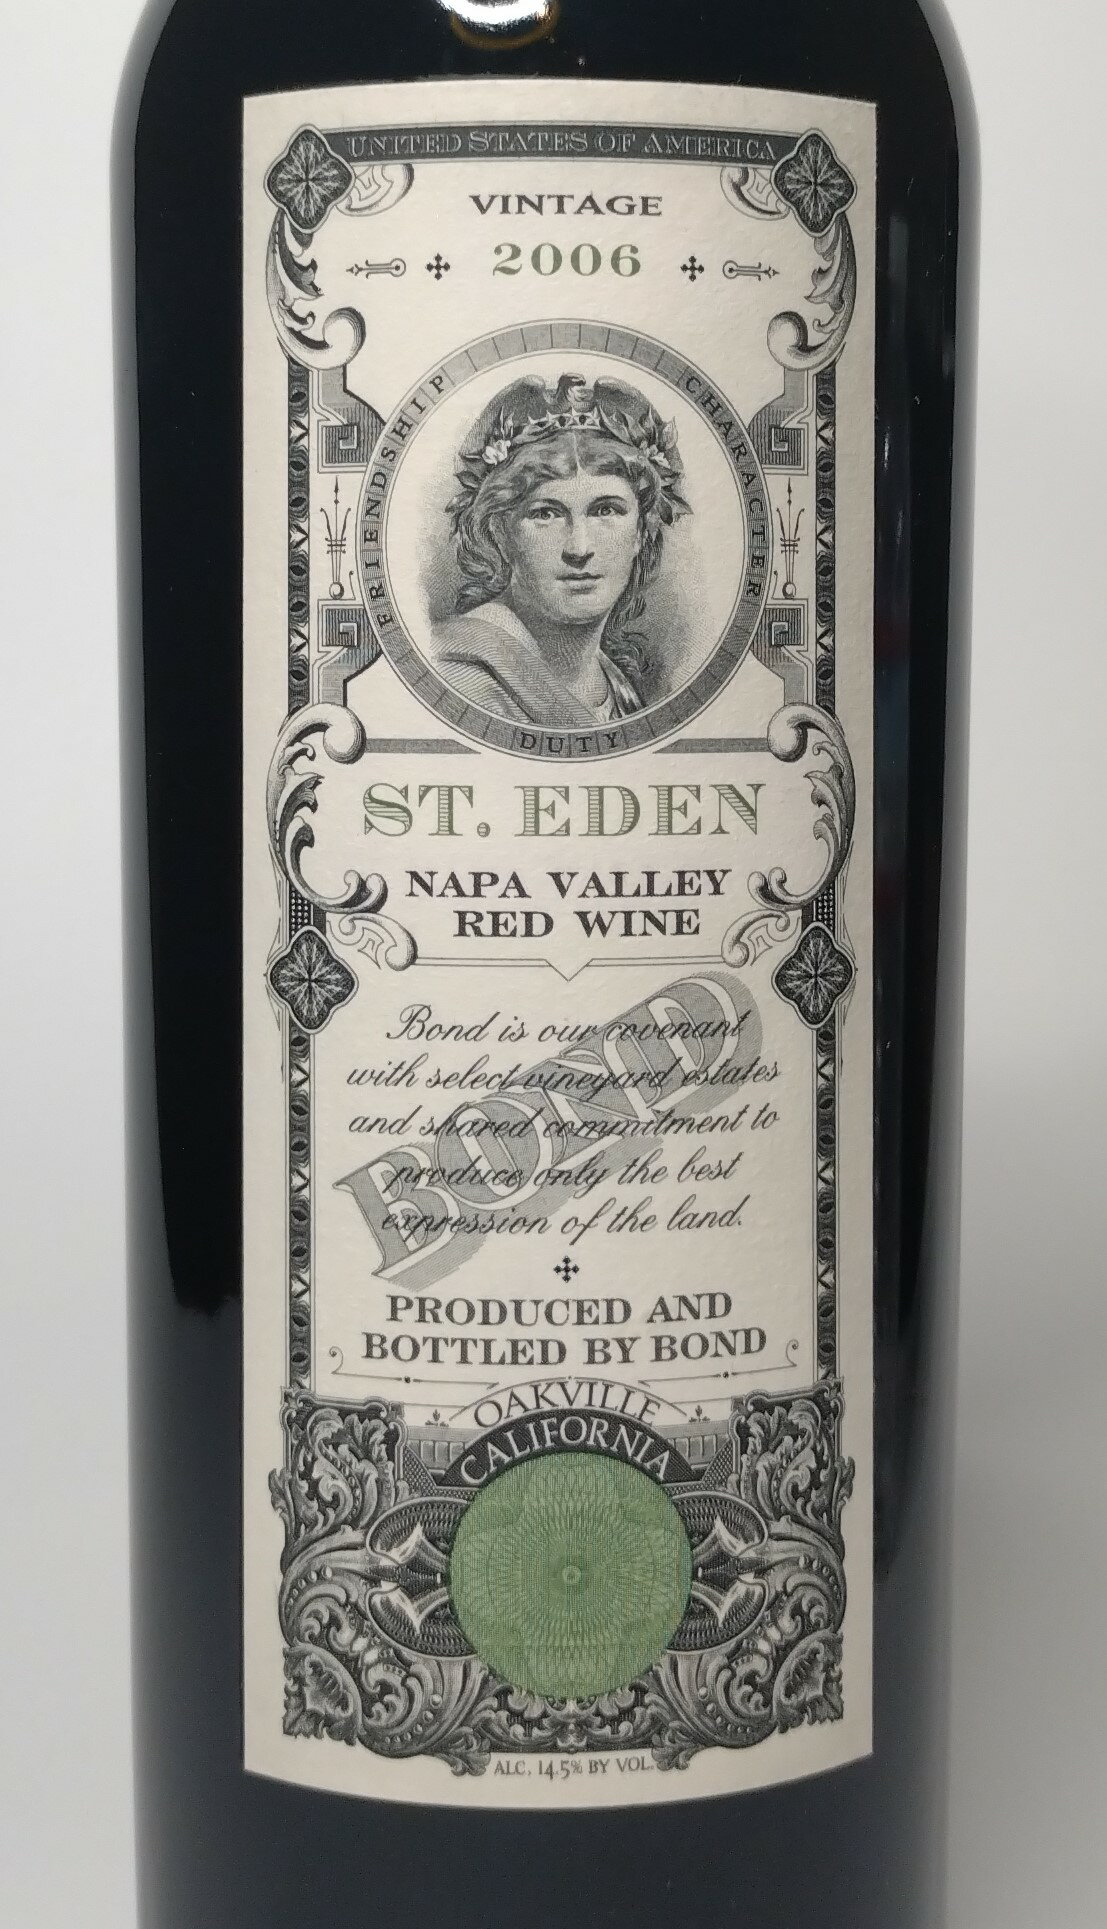 UNITED STATES OF AMERICA
VINTAGE
2006
FRIENDSHIP
CHARACTER
DUTY
ST. EDEN
NAPA VALLEY
RED WINE
BOND
Bond is our covenant
with select vineyard estates
and shared commitment to
produce only the best
expression of the land.
PRODUCED AND
BOTTLED BY BOND
OAKVILLE
CALIFORNIA
ALC. 14.5% BY VOL.